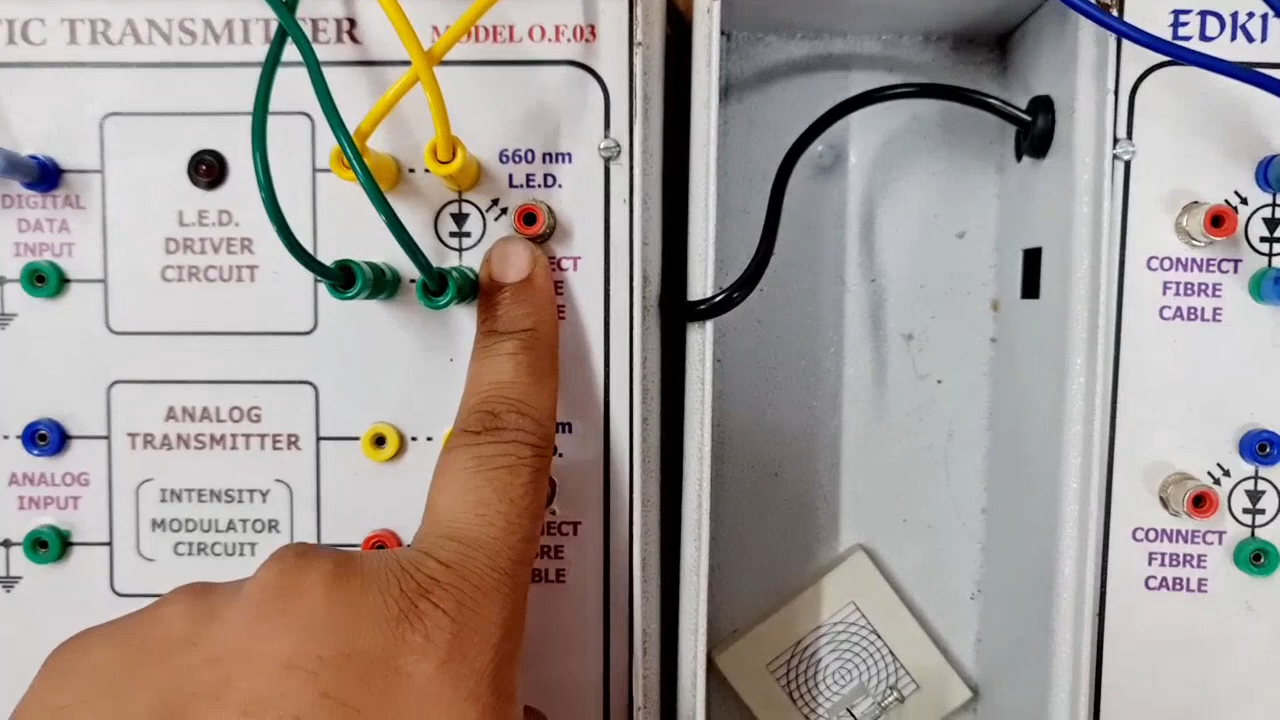 TIC TRANSMITTER
MODEL O.F.03
EDKI
660 nm
L.E.D.
DIGITAL
DATA
INPUT
L.E.D.
DRIVER
CIRCUIT
CONNECT
FIBRE
CABLE
ANALOG
INPUT
ANALOG
TRANSMITTER
INTENSITY
MODULATOR
CIRCUIT
CONNECT
FIBRE
CABLE